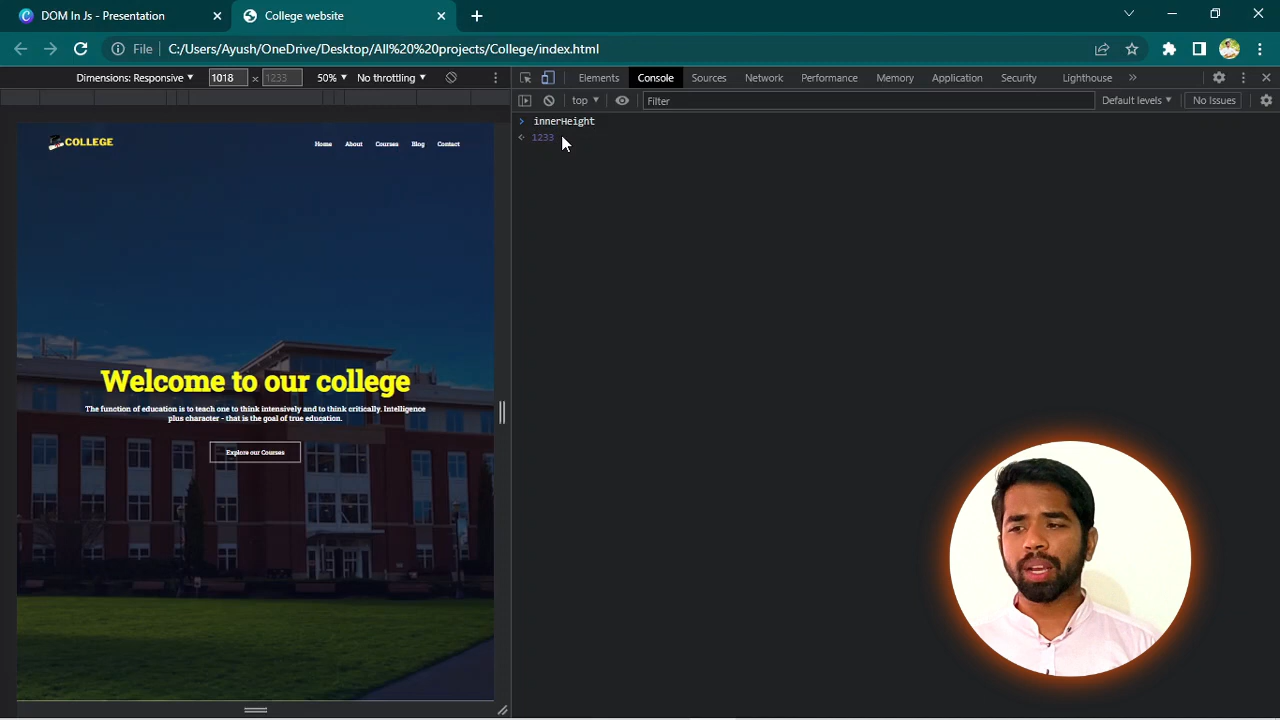 DOM In Js - Presentation
College website
File
C:/Users/Ayush/OneDrive/Desktop/All%20%20projects/College/index.html
Dimensions: Responsive
1018
×
1233
50%
No throttling
Elements
Console
Sources
Network
Performance
Memory
Application
Security
Lighthouse
top
Filter
Default levels
No Issues
innerHeight
1233
COLLEGE
Home
About
Courses
Blog
Contact
Welcome to our college
The function of education is to teach one to think intensively and to think critically. Intelligence
plus character - that is the goal of true education.
Explore our Courses